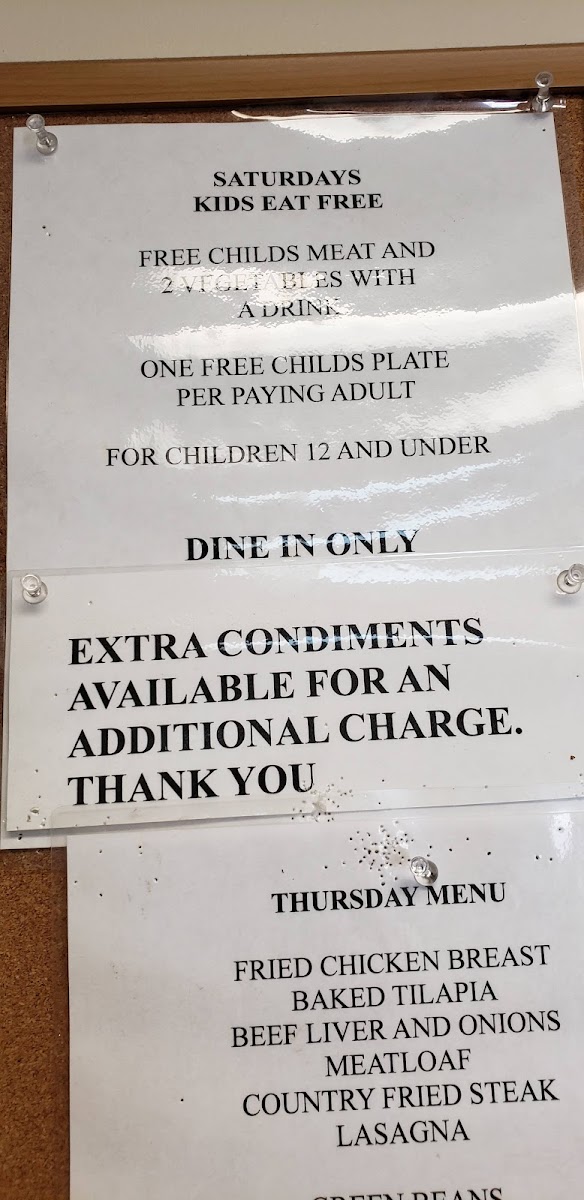 SATURDAYS
KIDS EAT FREE
FREE CHILDS MEAT AND
2 VEGETABLES WITH
A DRINK
ONE FREE CHILDS PLATE
PER PAYING ADULT
FOR CHILDREN 12 AND UNDER
DINE IN ONLY
EXTRA CONDIMENTS
AVAILABLE FOR AN
ADDITIONAL CHARGE.
THANK YOU
THURSDAY MENU
FRIED CHICKEN BREAST
BAKED TILAPIA
BEEF LIVER AND ONIONS
MEATLOAF
COUNTRY FRIED STEAK
LASAGNA
GREEN BEANS